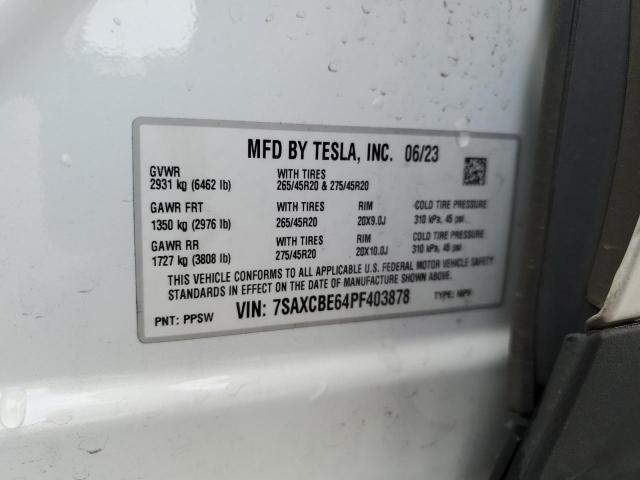 MFD BY TESLA, INC. 06/23
GVWR WITH TIRES
2931 kg (6462 lb) 265/45R20 & 275/45R20
GAWR FRT WITH TIRES RIM COLD TIRE PRESSURE
1350 kg (2976 lb) 265/45R20 20X9.0J 310 kPa, 45 psi
GAWR RR WITH TIRES RIM COLD TIRE PRESSURE
1727 kg (3808 lb) 275/45R20 20X10.0J 310 kPa, 45 psi
THIS VEHICLE CONFORMS TO ALL APPLICABLE U.S. FEDERAL MOTOR VEHICLE SAFETY
STANDARDS IN EFFECT ON THE DATE OF MANUFACTURE SHOWN ABOVE.
PNT: PPSW VIN: 7SAXCBE64PF403878 TYPE: MPV